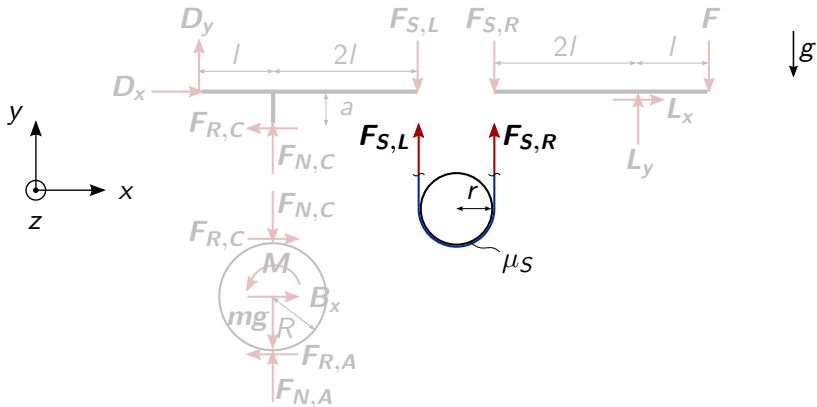 D_y F_{S,L} F_{S,R} F
l 2l 2l l g
D_x a L_x
y F_{R,C} F_{S,L} F_{S,R}
F_{N,C} L_y
x r
z F_{N,C}
F_{R,C}
M μ_S
B_x
mg R
F_{R,A}
F_{N,A}